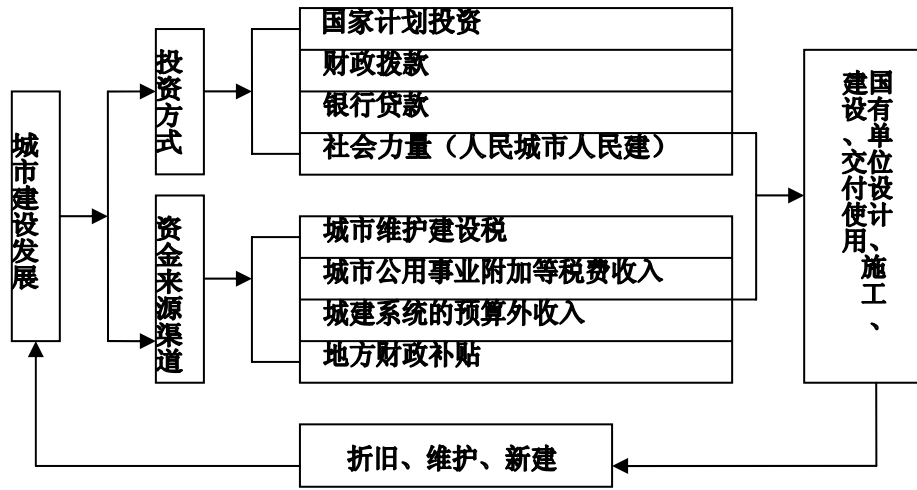 城市建设发展
投资方式
国家计划投资
财政拨款
银行贷款
社会力量（人民城市人民建）
资金来源渠道
城市维护建设税
城市公用事业附加等税费收入
城建系统的预算外收入
地方财政补贴
国有单位设计、施工、
建设、交付使用
折旧、维护、新建